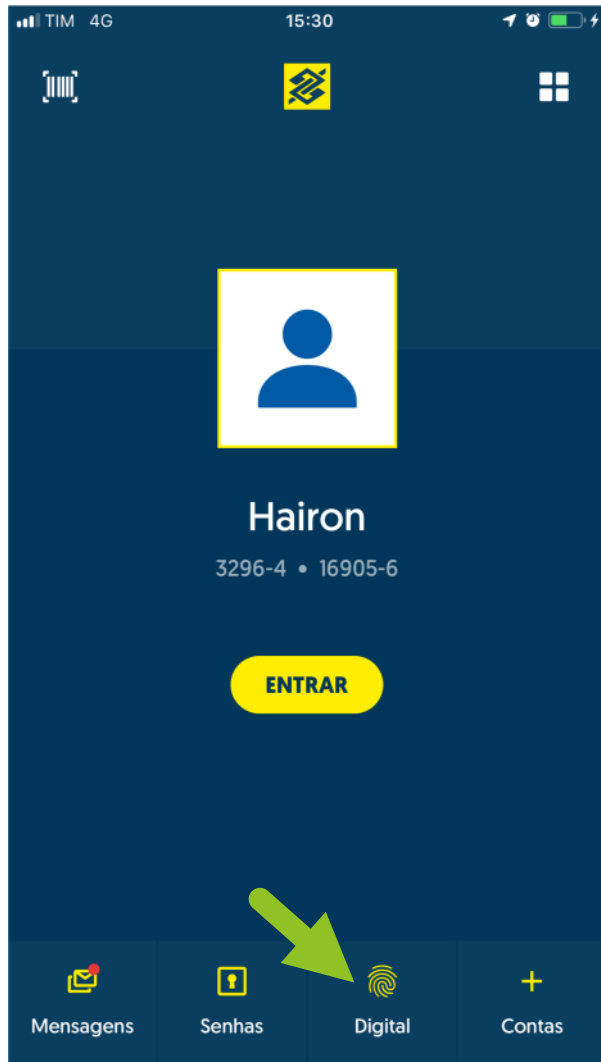 TIM 4G 15:30
Hairon
3296-4 • 16905-6
ENTRAR
Mensagens Senhas Digital Contas